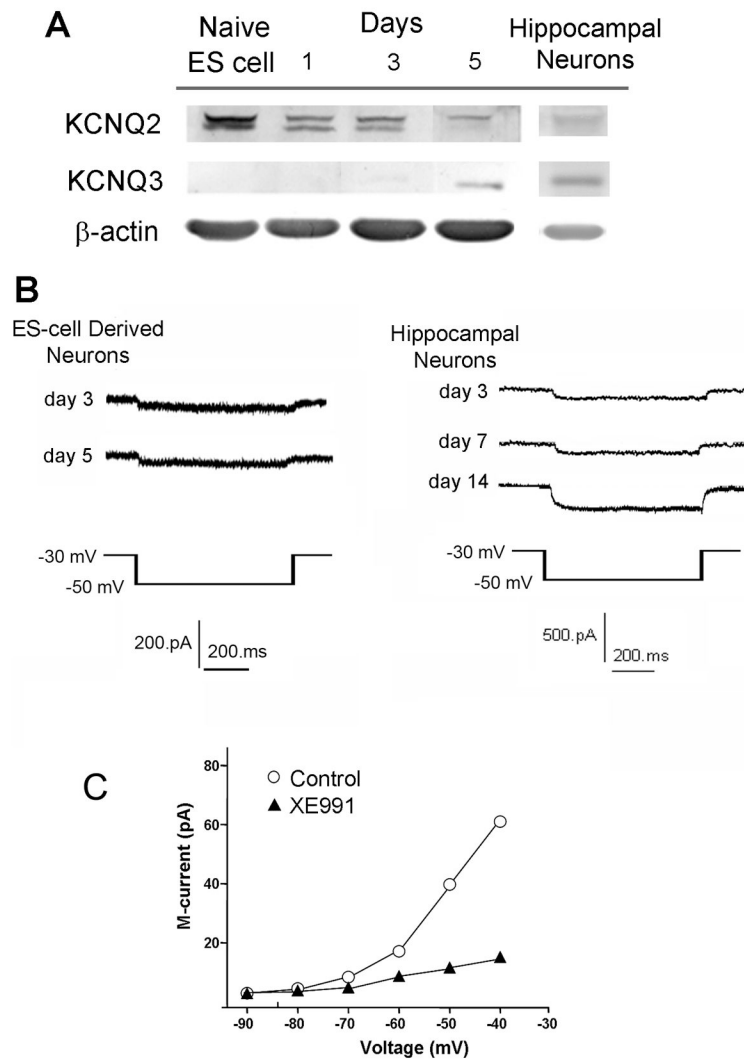 A
Naive Days Hippocampal
ES cell 1 3 5 Neurons
KCNQ2
KCNQ3
β-actin
B
ES-cell Derived
Neurons
day 3
day 5
-30 mV
-50 mV
200.pA
200.ms
Hippocampal
Neurons
day 3
day 7
day 14
-30 mV
-50 mV
500.pA
200.ms
C
Control
XE991
M-current (pA)
80
60
40
20
-90 -80 -70 -60 -50 -40 -30
Voltage (mV)